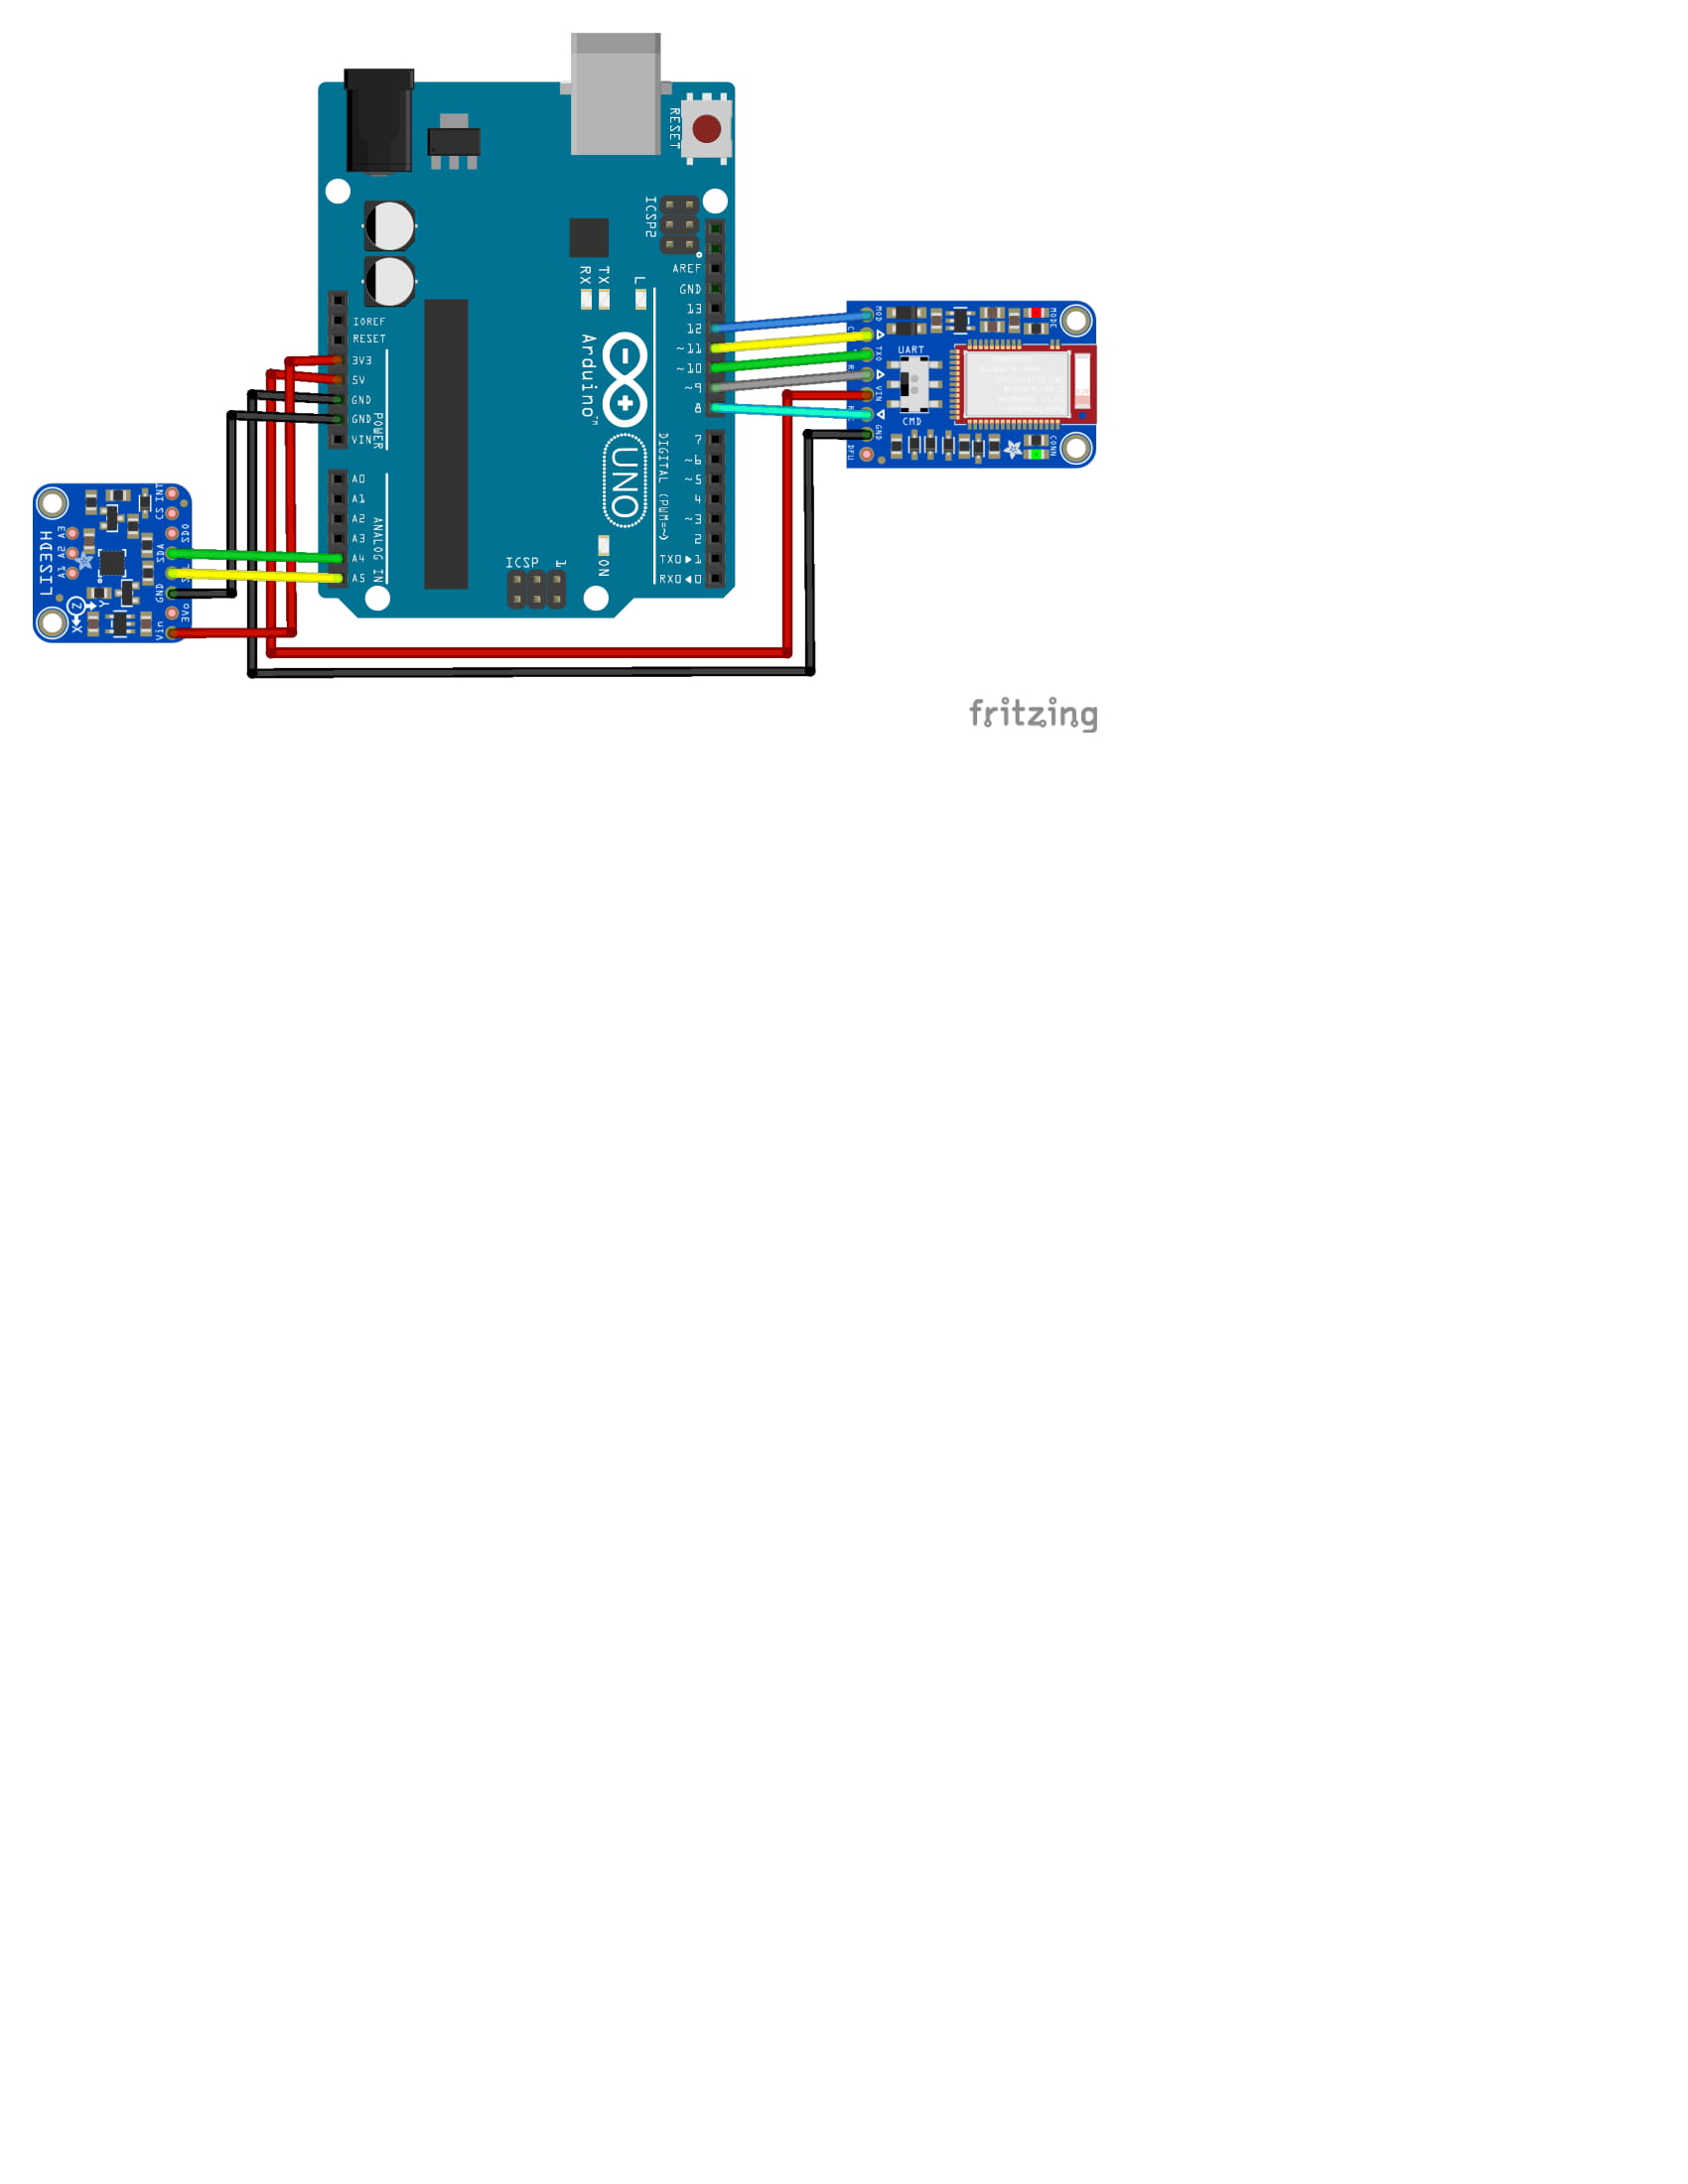 RESET
ICSP2
AREF
GND
13
12
~11
~10
~9
8
7
~6
~5
4
~3
2
TX0▶1
RX0◀0
DIGITAL (PWM=~)
RX
TX
L
Arduino™
UNO
ON
ICSP
1
IOREF
RESET
3V3
5V
GND
GND
VIN
POWER
A0
A1
A2
A3
A4
A5
ANALOG IN
LIS3DH
A3
A2
A1
INT
CS
SDO
SDA
GND
3Vo
Vin
Z
Y
X
MOD
TXO
VIN
GND
DFU
UART
CMD
MODE
CONN
fritzing